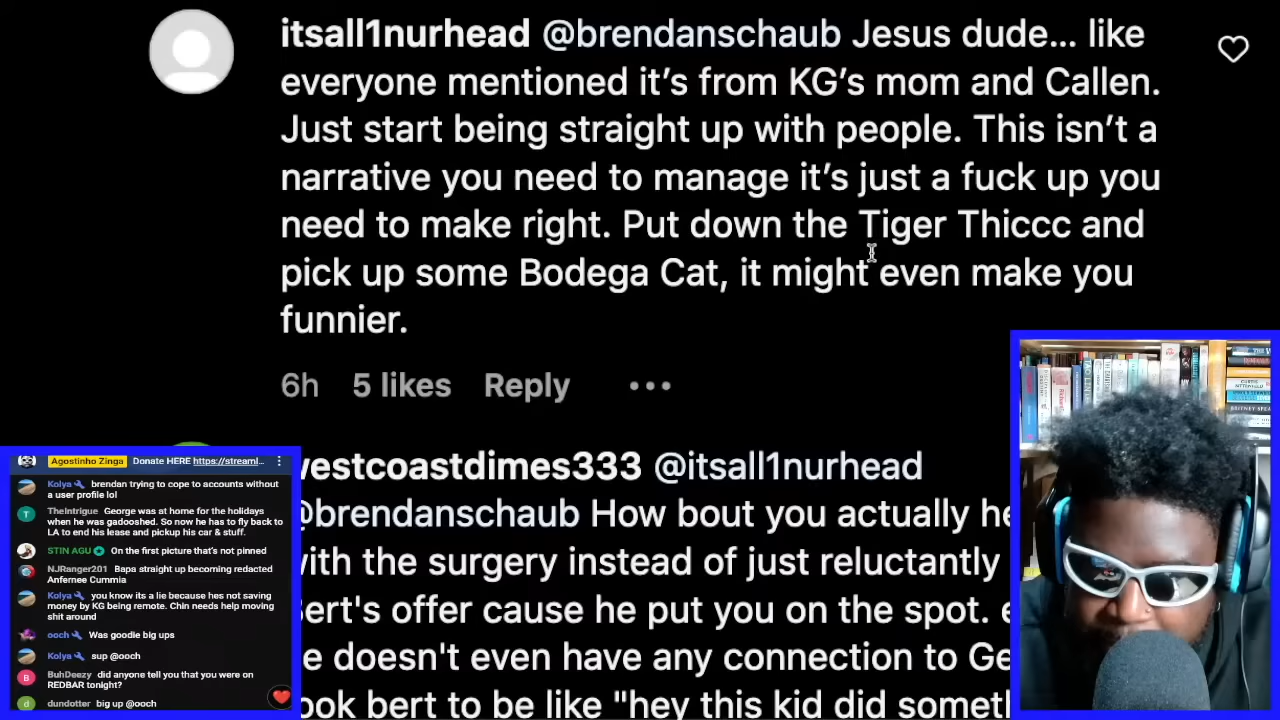 itsall1nurhead @brendanschaub Jesus dude... like
everyone mentioned it's from KG's mom and Callen.
Just start being straight up with people. This isn't a
narrative you need to manage it's just a fuck up you
need to make right. Put down the Tiger Thiccc and
pick up some Bodega Cat, it might even make you
funnier.
6h 5 likes Reply •••
westcoastdimes333 @itsall1nurhead
@brendanschaub How bout you actually he
with the surgery instead of just reluctantly
Bert's offer cause he put you on the spot.
e doesn't even have any connection to Ge
ook bert to be like "hey this kid did somet
Agostinho Zinga Donate HERE https://streaml...
Kolya brendan trying to cope to accounts without
a user profile lol
TheIntrigue George was at home for the holidays
when he was gadooshed. So now he has to fly back to
LA to end his lease and pickup his car & stuff.
STIN AGU On the first picture that's not pinned
NJRanger201 Bapa straight up becoming redacted
Anfernee Cummia
Kolya you know its a lie because hes not saving
money by KG being remote. Chin needs help moving
shit around
ooch Was goodie big ups
Kolya sup @ooch
BuhDeezy did anyone tell you that you were on
REDBAR tonight?
dundotter big up @ooch
CURTIS
SITTENFELD
BRITNEY SPEAR